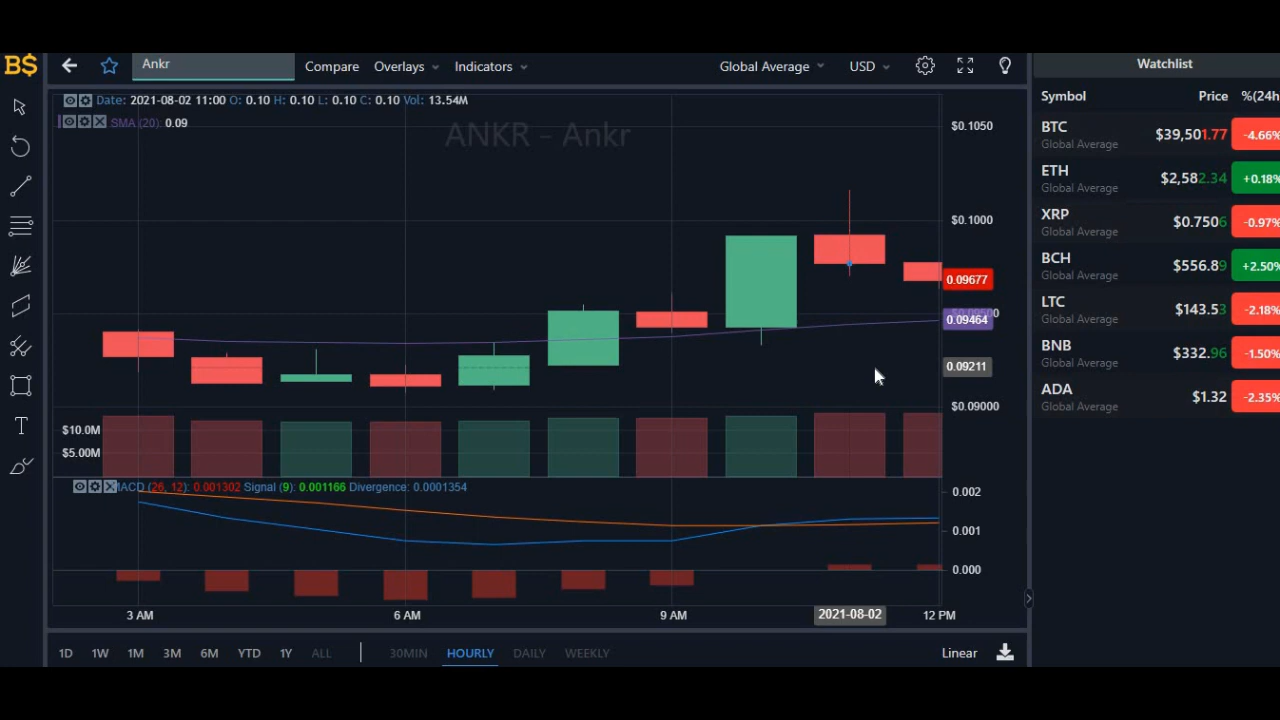 B$
Ankr
Compare
Overlays
Indicators
Global Average
USD
Watchlist
Date: 2021-08-02 11:00 O: 0.10 H: 0.10 L: 0.10 C: 0.10 Vol: 13.54M
SMA (20): 0.09
ANKR - Ankr
$0.1050
$0.1000
0.09677
0.09464
0.09211
$0.09000
$10.0M
$5.00M
MACD (26, 12): 0.001302 Signal (9): 0.001166 Divergence: 0.0001354
0.002
0.001
0.000
3 AM
6 AM
9 AM
2021-08-02
12 PM
1D 1W 1M 3M 6M YTD 1Y ALL
30MIN HOURLY DAILY WEEKLY
Linear
Symbol Price %(24h
BTC $39,501.77 -4.66%
Global Average
ETH $2,582.34 +0.18%
Global Average
XRP $0.7506 -0.97%
Global Average
BCH $556.89 +2.50%
Global Average
LTC $143.53 -2.18%
Global Average
BNB $332.96 -1.50%
Global Average
ADA $1.32 -2.35%
Global Average